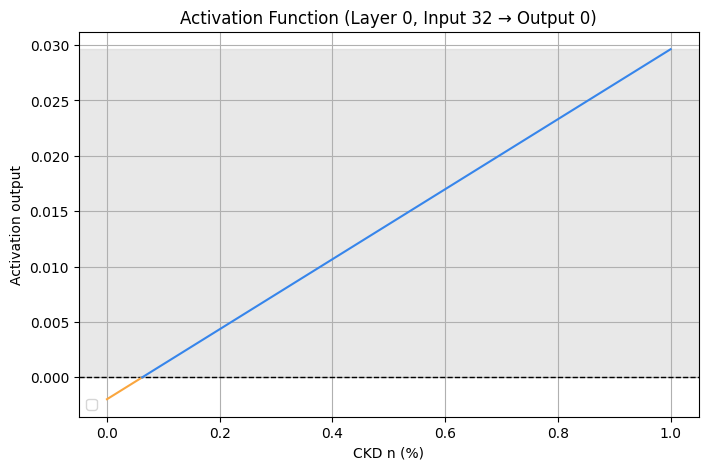 Activation Function (Layer 0, Input 32 → Output 0)
0.030
0.025
0.020
0.015
0.010
0.005
0.000
Activation output
0.0 0.2 0.4 0.6 0.8 1.0
CKD n (%)